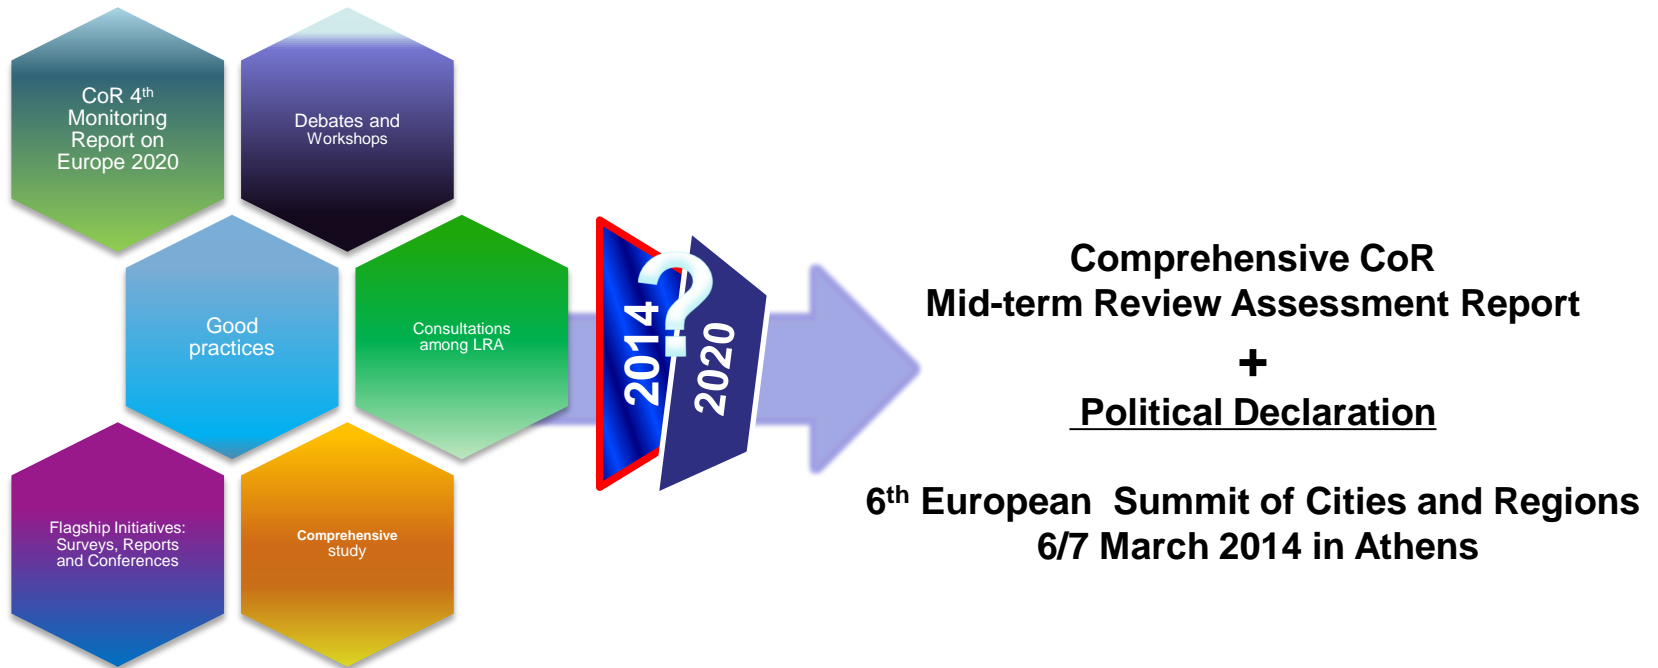 CoR 4th
Monitoring
Report on
Europe 2020
Debates and
Workshops
Good
practices
Consultations
among LRA
Flagship Initiatives:
Surveys, Reports
and Conferences
Comprehensive
study
2014
?
2020
Comprehensive CoR
Mid-term Review Assessment Report
+
Political Declaration
6th European Summit of Cities and Regions
6/7 March 2014 in Athens